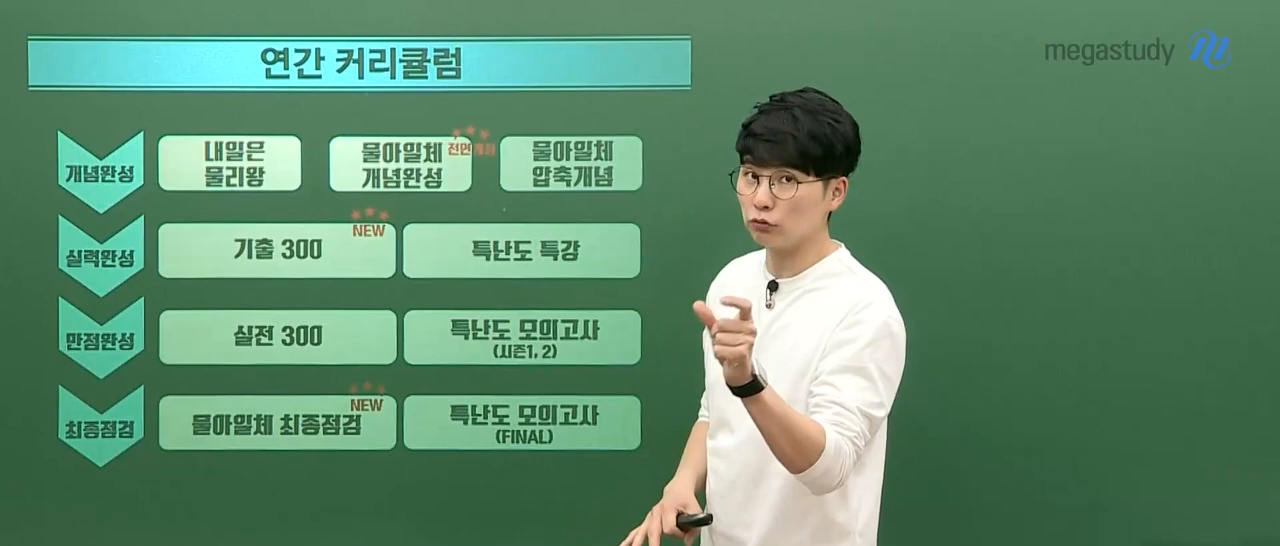 연간 커리큘럼
megastudy
개념완성
내일은
물리왕
물아일체
개념완성
전면개정
물아일체
압축개념
실력완성
기출 300
NEW
특난도 특강
만점완성
실전 300
특난도 모의고사
(시즌1, 2)
최종점검
물아일체 최종점검
NEW
특난도 모의고사
(FINAL)